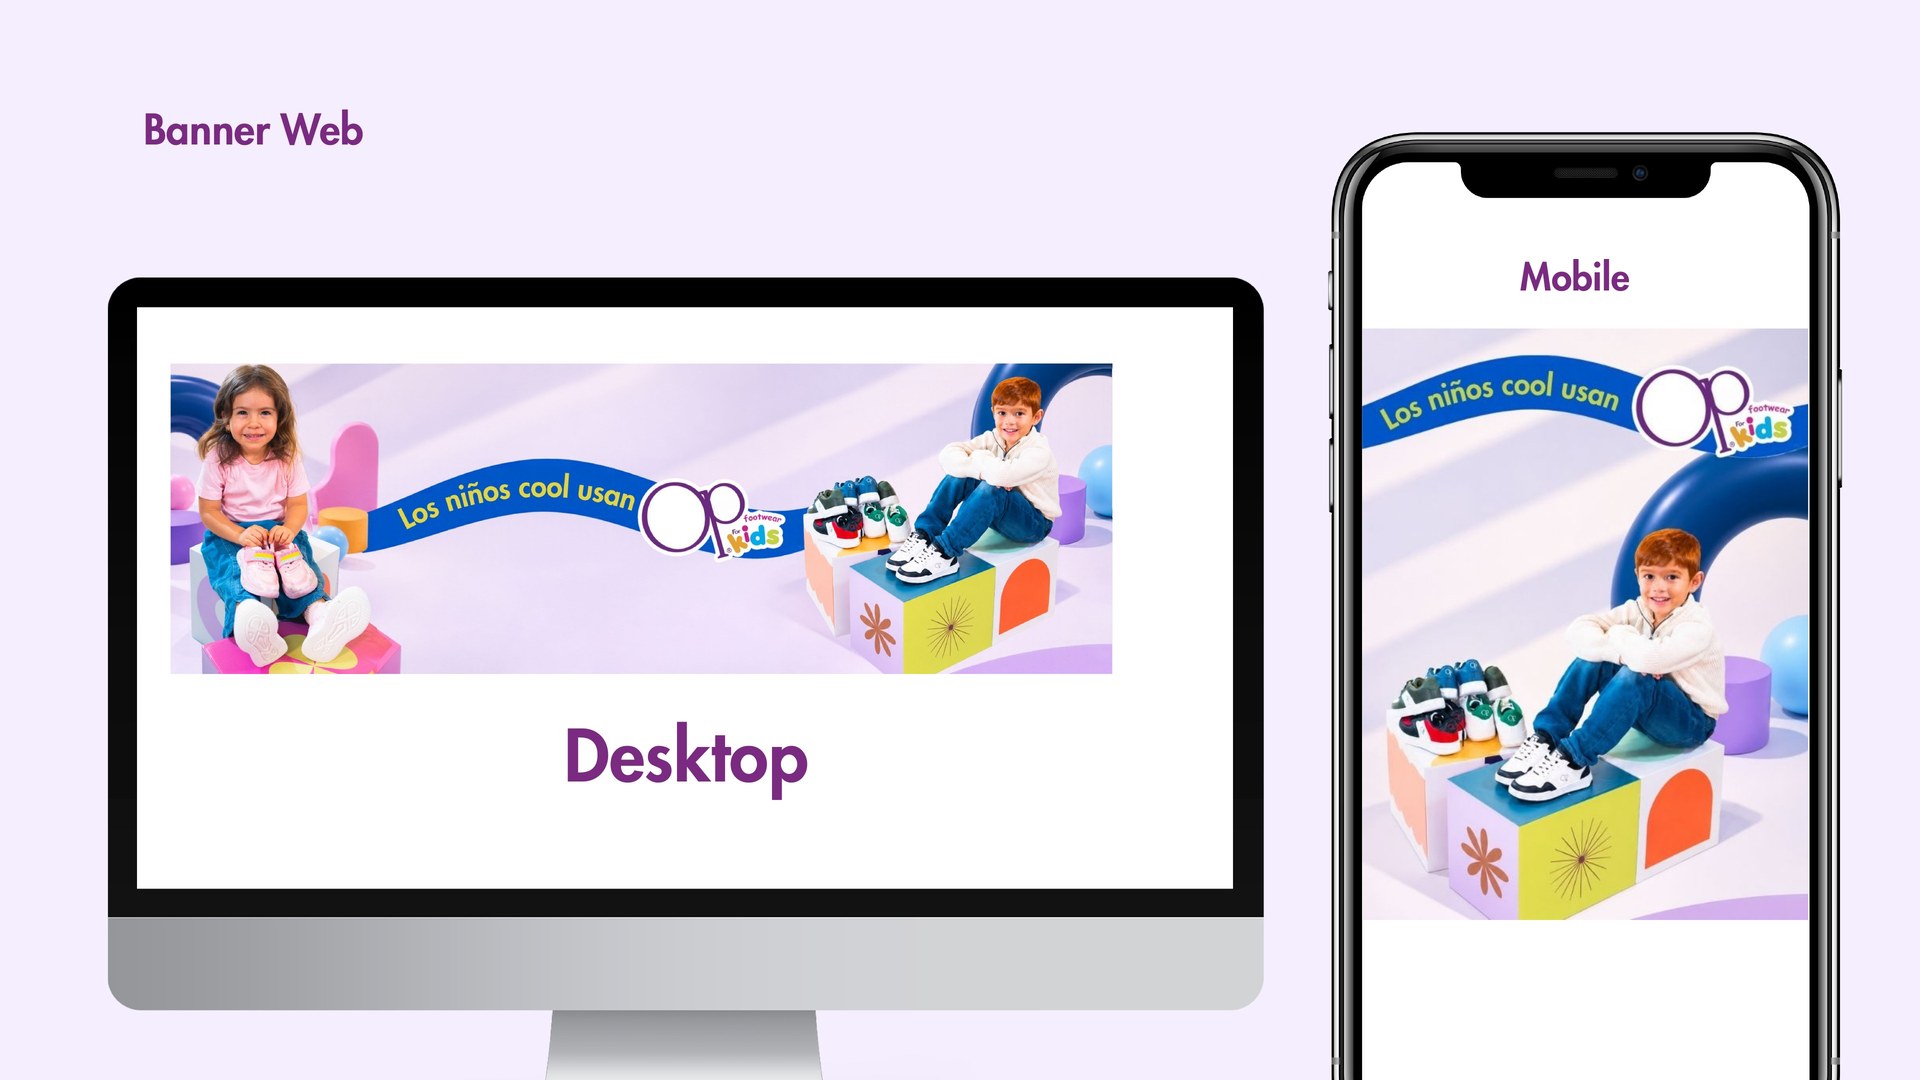 Banner Web
Los niños cool usan
Op
footwear
for
kids
Desktop
Mobile
Los niños cool usan
Op
footwear
for
kids